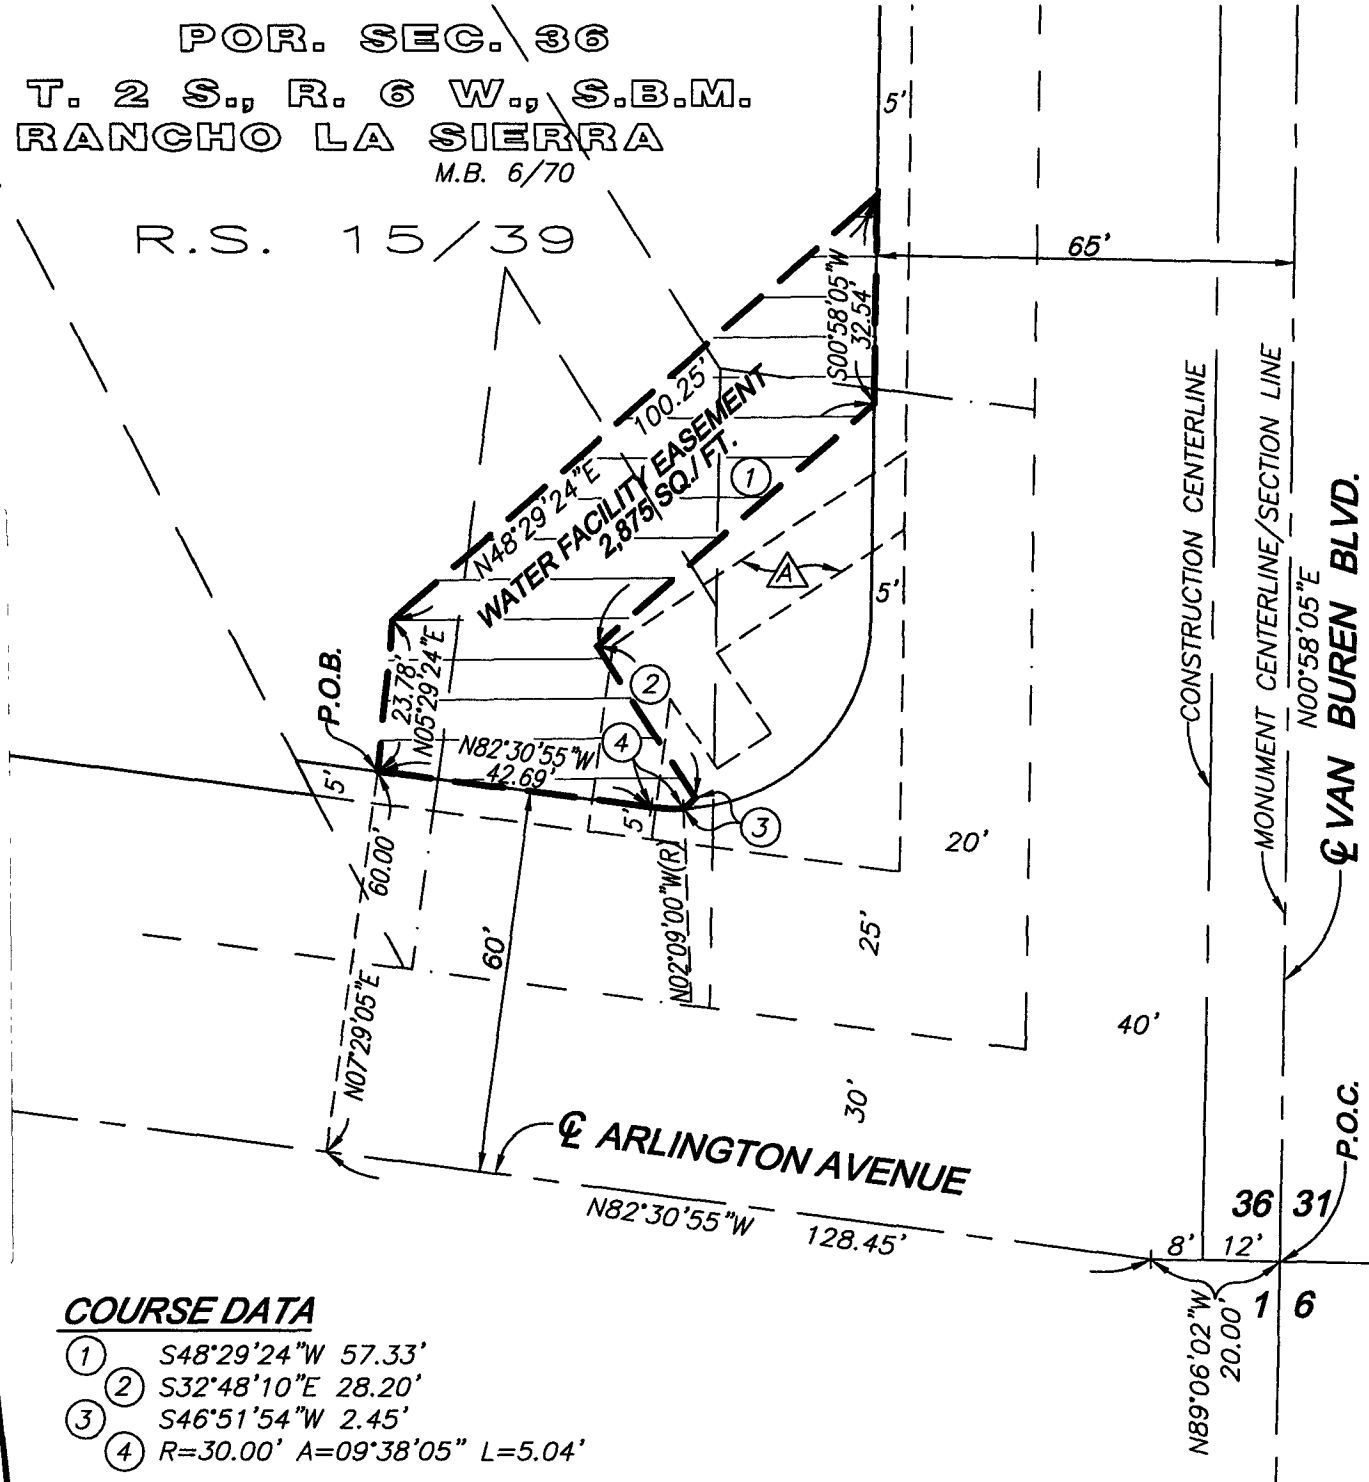 POR. SEC. 36
T. 2 S., R. 6 W., S.B.M.
RANCHO LA SIERRA
M.B. 6/70
R.S. 15/39
5'
65'
S00°58'05"W
32.54'
100.25'
N48°29'24"E
WATER FACILITY EASEMENT
2,875 SQ./FT.
1
A
5'
CONSTRUCTION CENTERLINE
MONUMENT CENTERLINE/SECTION LINE
N00°58'05"E
℄ VAN BUREN BLVD.
P.O.B.
23.78'
N05°29'24"E
2
4
N82°30'55"W
42.69'
5'
5'
3
20'
60.00'
N02°09'00"W(R)
60'
25'
N07°29'05"E
40'
30'
℄ ARLINGTON AVENUE
N82°30'55"W 128.45'
P.O.C.
36 31
8' 12'
1 6
N89°06'02"W
20.00'
COURSE DATA
1 S48°29'24"W 57.33'
2 S32°48'10"E 28.20'
3 S46°51'54"W 2.45'
4 R=30.00' A=09°38'05" L=5.04'